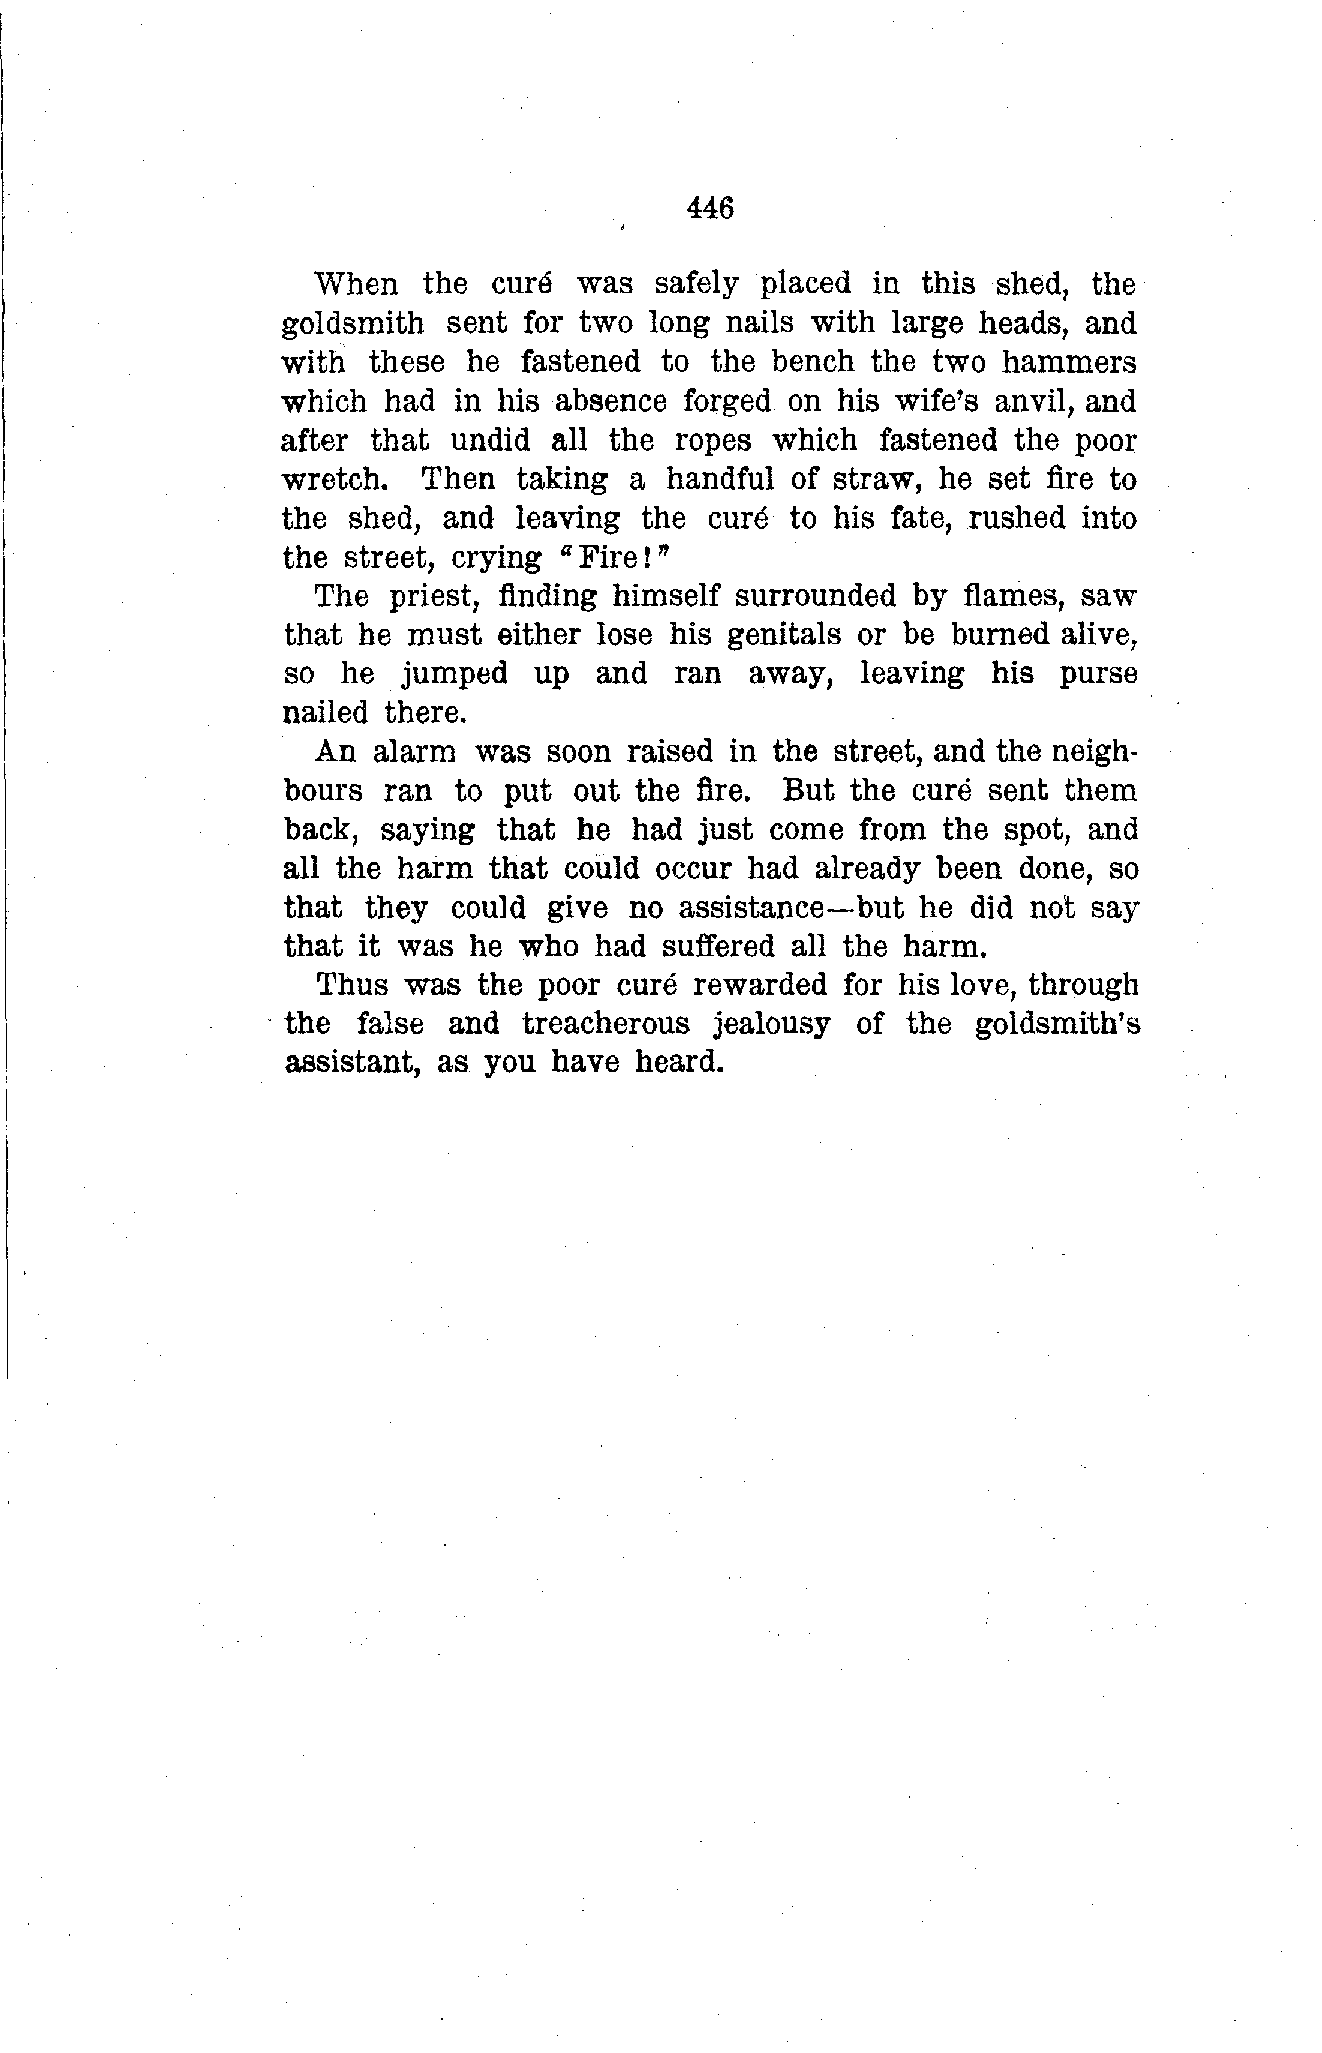 446
When the curé was safely placed in this shed, the
goldsmith sent for two long nails with large heads, and
with these he fastened to the bench the two hammers
which had in his absence forged on his wife's anvil, and
after that undid all the ropes which fastened the poor
wretch. Then taking a handful of straw, he set fire to
the shed, and leaving the curé to his fate, rushed into
the street, crying "Fire!"
The priest, finding himself surrounded by flames, saw
that he must either lose his genitals or be burned alive,
so he jumped up and ran away, leaving his purse
nailed there.
An alarm was soon raised in the street, and the neigh-
bours ran to put out the fire. But the curé sent them
back, saying that he had just come from the spot, and
all the harm that could occur had already been done, so
that they could give no assistance—but he did not say
that it was he who had suffered all the harm.
Thus was the poor curé rewarded for his love, through
the false and treacherous jealousy of the goldsmith's
assistant, as you have heard.